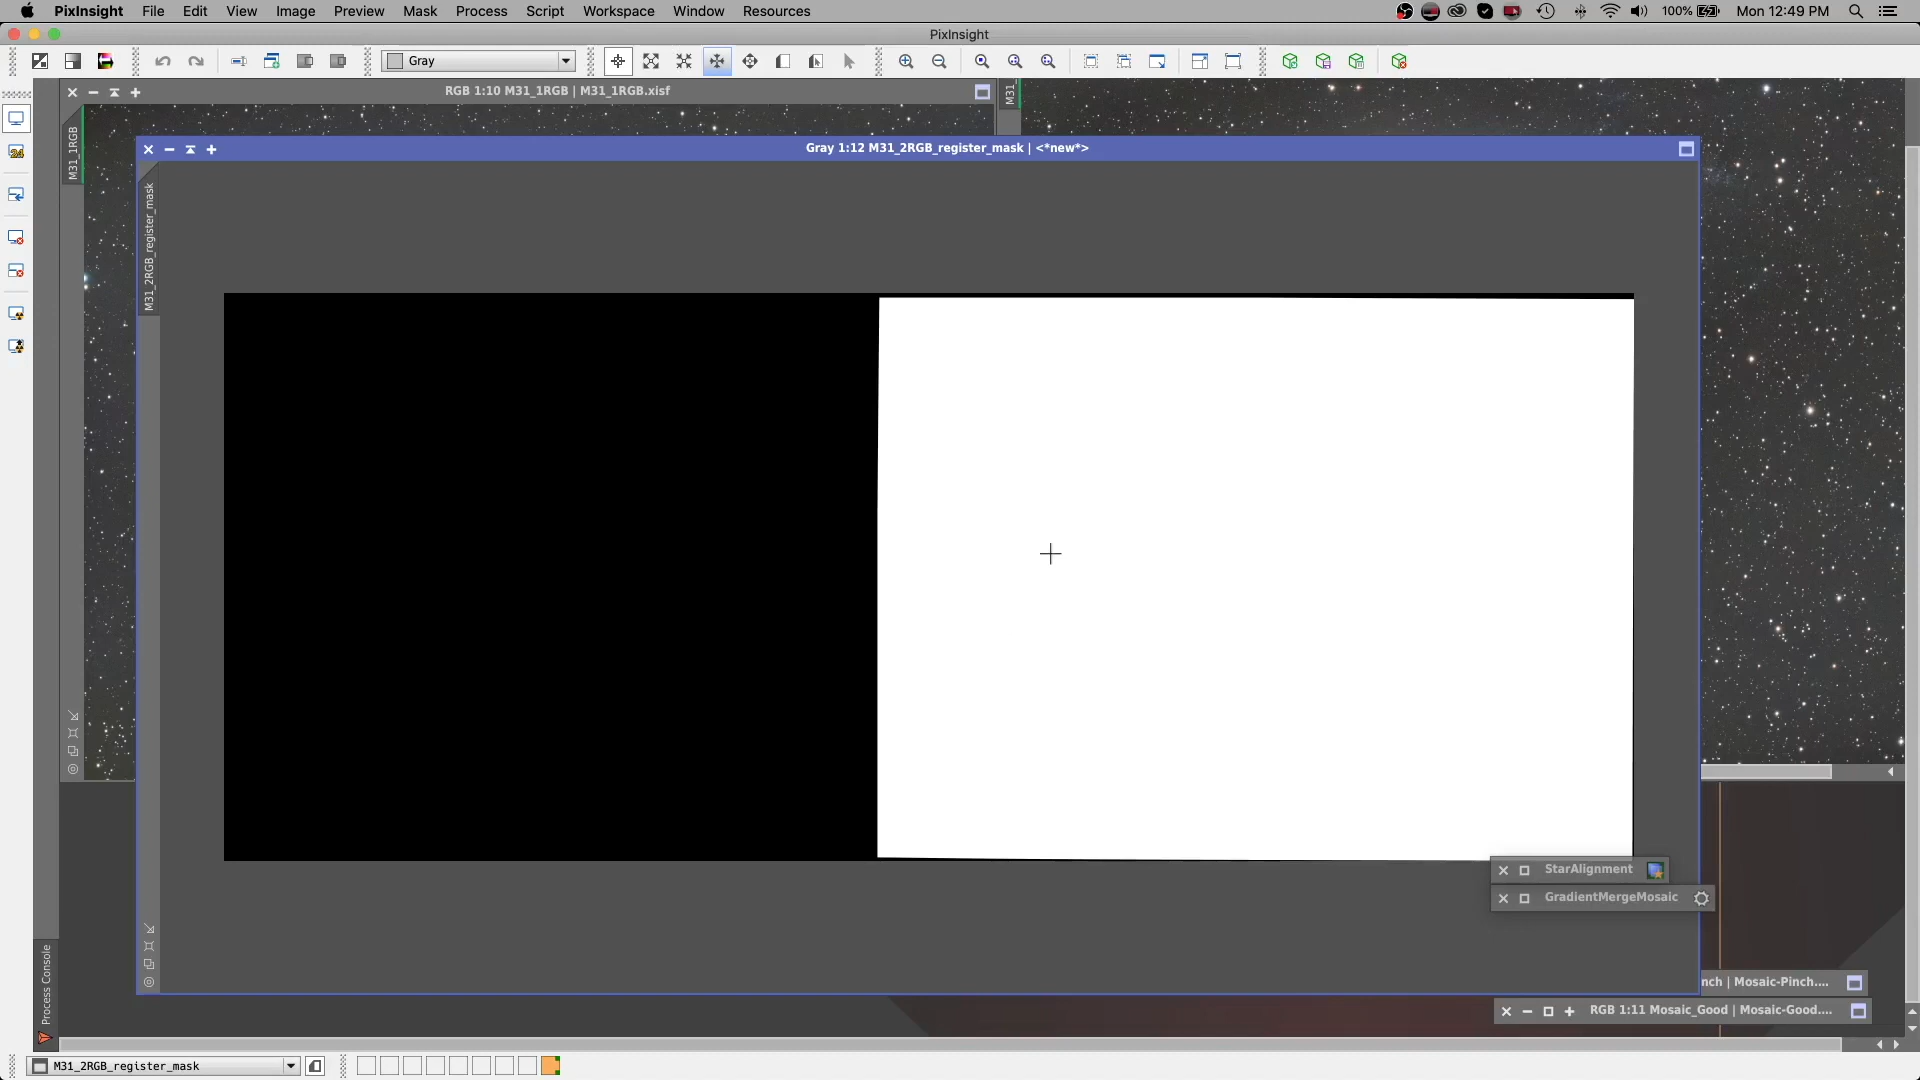 PixInsight File Edit View Image Preview Mask Process Script Workspace Window Resources 100% Mon 12:49 PM
PixInsight
Gray
RGB 1:10 M31_1RGB | M31_1RGB.xisf
M31_1RGB
M31
Gray 1:12 M31_2RGB_register_mask | <*new*>
M31_2RGB_register_mask
StarAlignment
GradientMergeMosaic
nch | Mosaic-Pinch....
RGB 1:11 Mosaic_Good | Mosaic-Good....
Process Console
M31_2RGB_register_mask